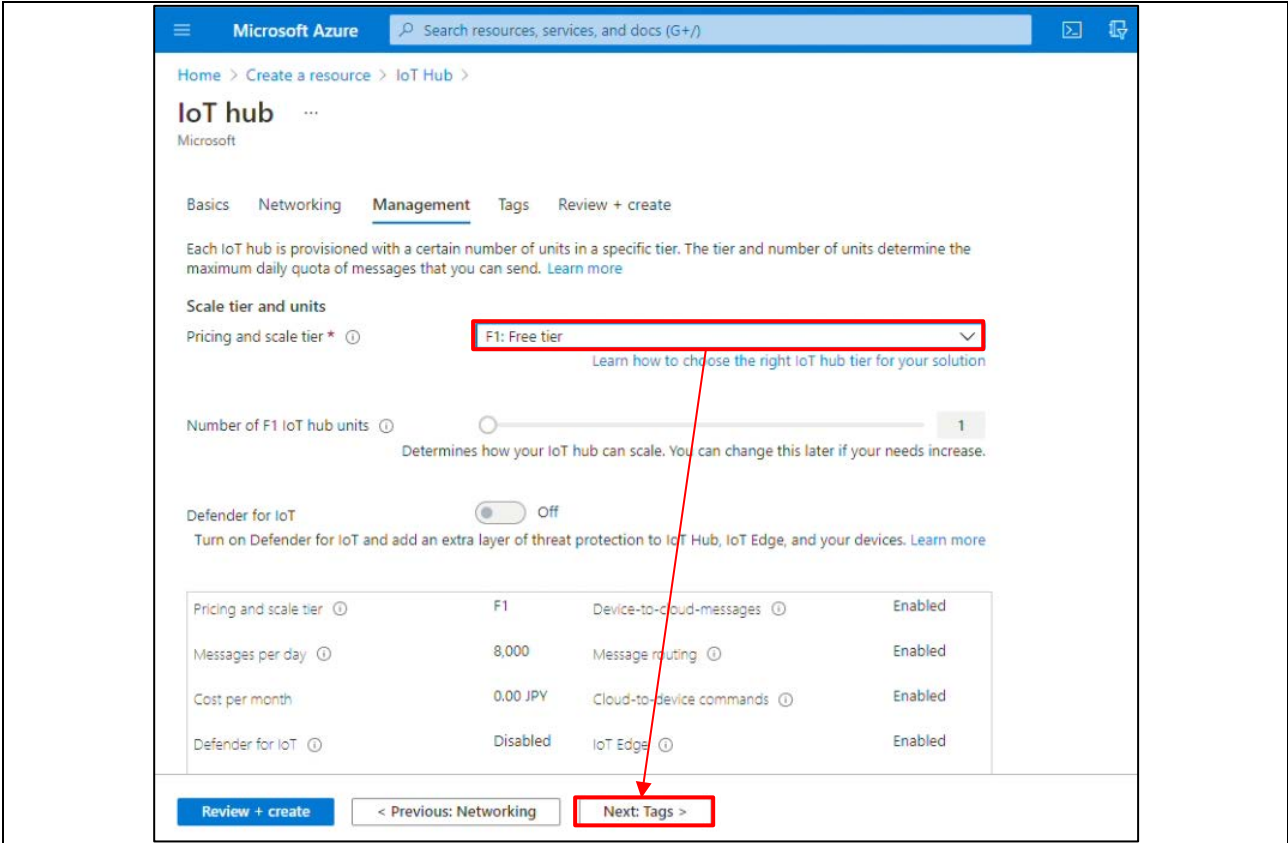 Microsoft Azure
Search resources, services, and docs (G+/)
Home > Create a resource > IoT Hub >
IoT hub ...
Microsoft
Basics Networking Management Tags Review + create
Each IoT hub is provisioned with a certain number of units in a specific tier. The tier and number of units determine the
maximum daily quota of messages that you can send. Learn more
Scale tier and units
Pricing and scale tier * F1: Free tier
Learn how to choose the right IoT hub tier for your solution
Number of F1 IoT hub units 1
Determines how your IoT hub can scale. You can change this later if your needs increase.
Defender for IoT Off
Turn on Defender for IoT and add an extra layer of threat protection to IoT Hub, IoT Edge, and your devices. Learn more
Pricing and scale tier F1 Device-to-cloud-messages Enabled
Messages per day 8,000 Message routing Enabled
Cost per month 0.00 JPY Cloud-to-device commands Enabled
Defender for IoT Disabled IoT Edge Enabled
Review + create < Previous: Networking Next: Tags >